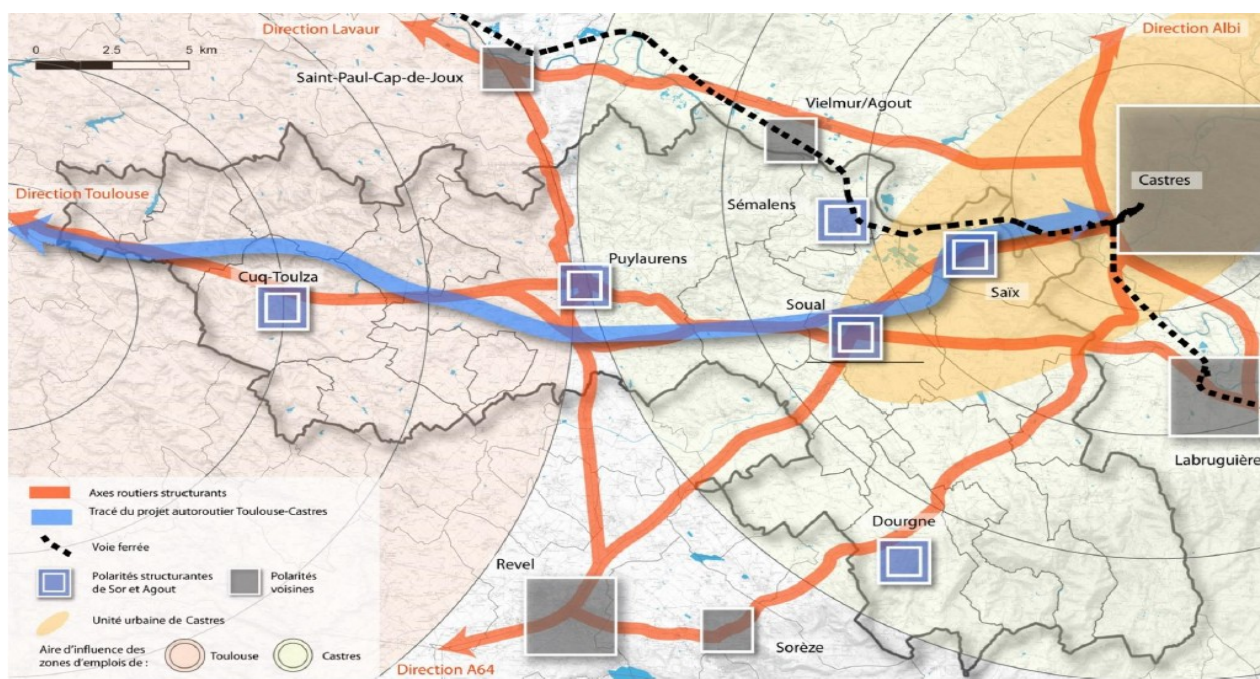 Direction Lavaur
Direction Albi
0 2.5 5 km
Saint-Paul-Cap-de-Joux
Vielmur/Agout
Castres
Direction Toulouse
Sémalens
Puylaurens
Cuq-Toulza
Saïx
Soual
Labruguière
Dourgne
Revel
Sorèze
Direction A64
Axes routiers structurants
Tracé du projet autoroutier Toulouse-Castres
Voie ferrée
Polarités structurantes
de Sor et Agout
Polarités
voisines
Unité urbaine de Castres
Aire d'influence des
zones d'emplois de :
Toulouse
Castres